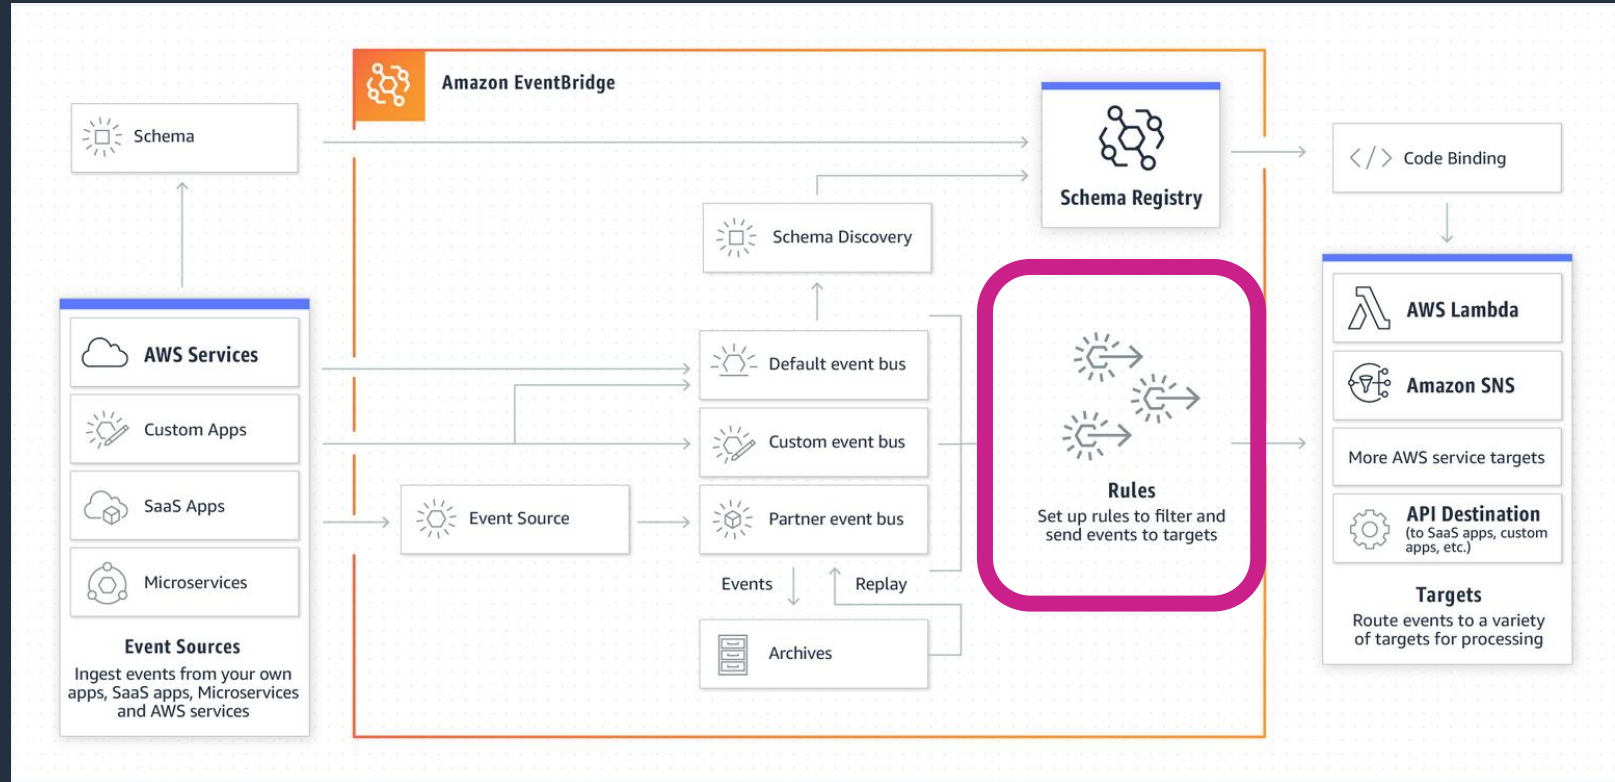 Amazon EventBridge
Schema
Schema Registry
Code Binding
Schema Discovery
AWS Services
Custom Apps
SaaS Apps
Microservices
Event Sources
Ingest events from your own
apps, SaaS apps, Microservices
and AWS services
Event Source
Default event bus
Custom event bus
Partner event bus
Events
Replay
Archives
Rules
Set up rules to filter and
send events to targets
AWS Lambda
Amazon SNS
More AWS service targets
API Destination
(to SaaS apps, custom
apps, etc.)
Targets
Route events to a variety
of targets for processing